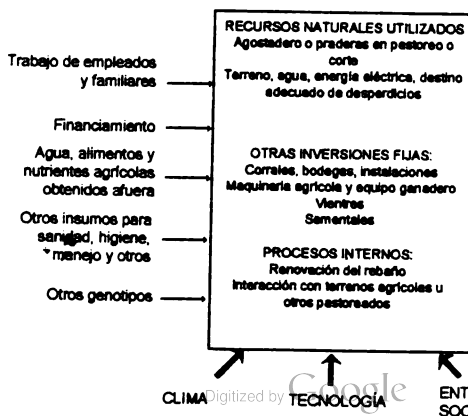 RECURSOS NATURALES UTILIZADOS
Agostadero o praderas en pastoreo o
corte
Terreno, agua, energía eléctrica, destino
adecuado de desperdicios
Trabajo de empleados
y familiares
Financiamiento
Agua, alimentos y
nutrientes agrícolas
obtenidos afuera
Otros insumos para
sanidad, higiene,
manejo y otros
Otros genotipos
OTRAS INVERSIONES FIJAS:
Corrales, bodegas, instalaciones
Maquinaria agrícola y equipo ganadero
Vientres
Sementales
PROCESOS INTERNOS:
Renovación del rebaño
Interacción con terrenos agrícolas u
otros pastoreados
CLIMA
TECNOLOGÍA
ENT
SOC
Digitized by Google